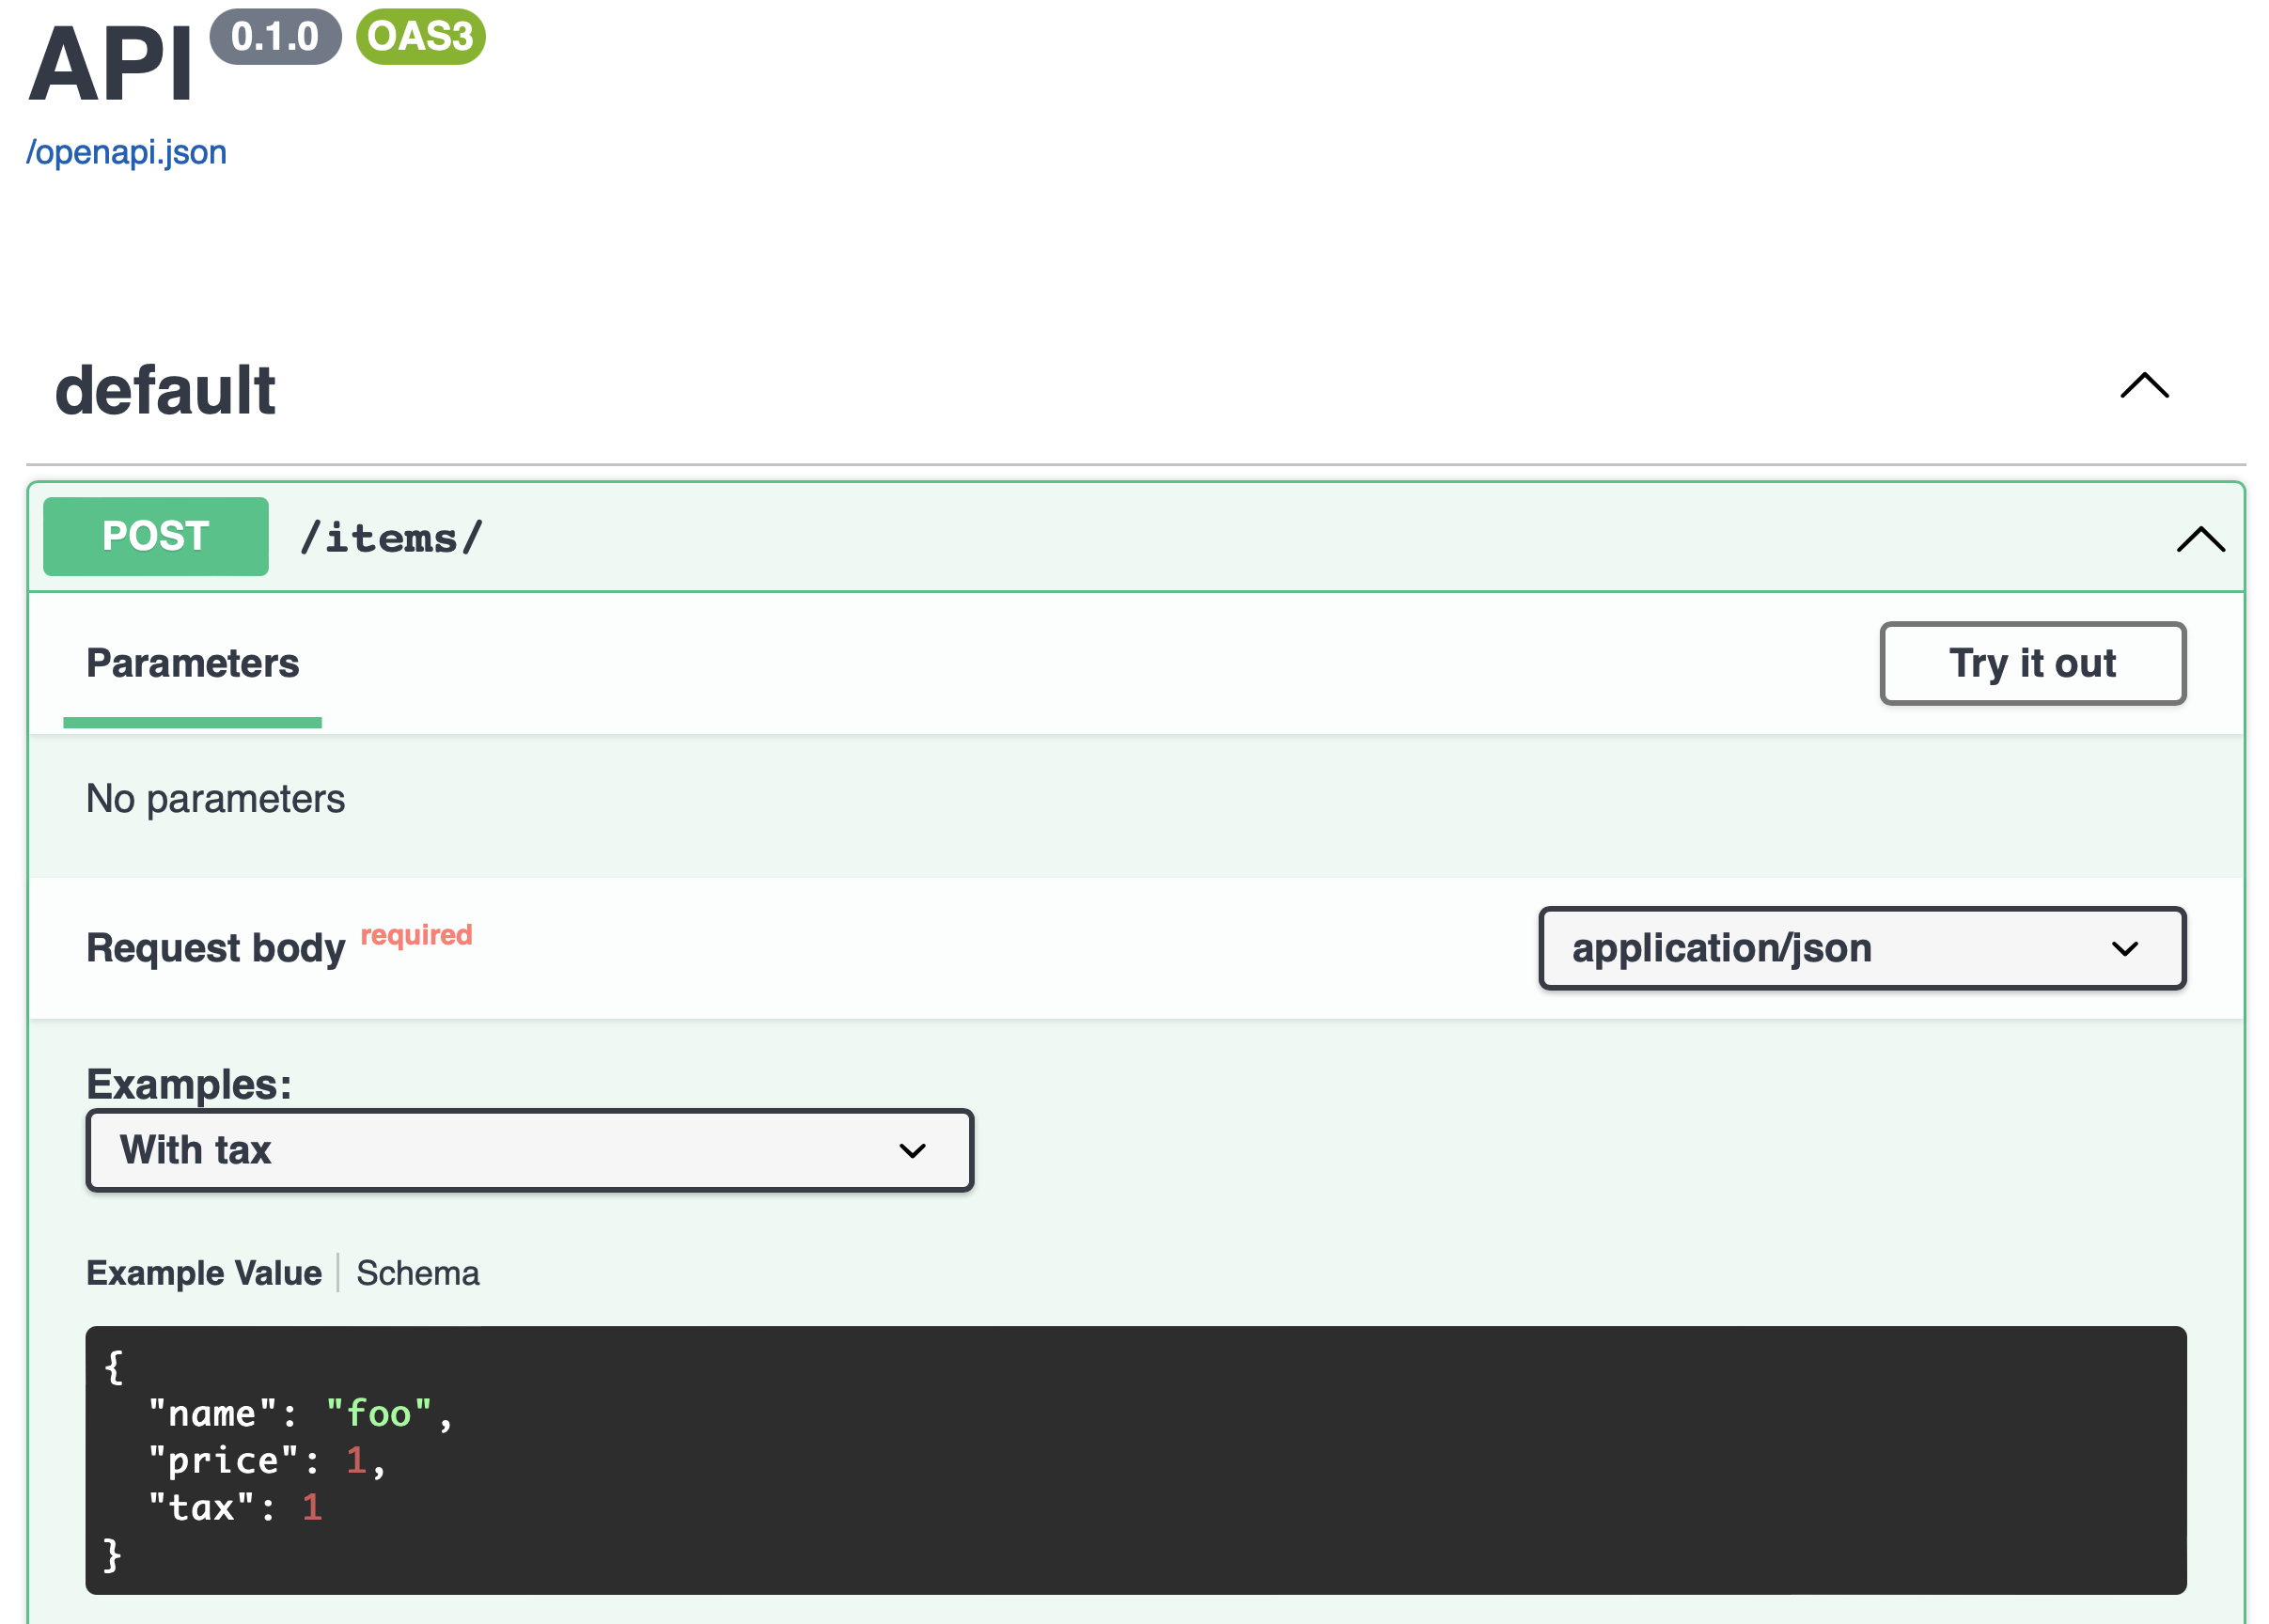 API 0.1.0 OAS3
/openapi.json
default
POST /items/
Parameters Try it out
No parameters
Request body required application/json
Examples:
With tax
Example Value Schema
{
  "name": "foo",
  "price": 1,
  "tax": 1
}